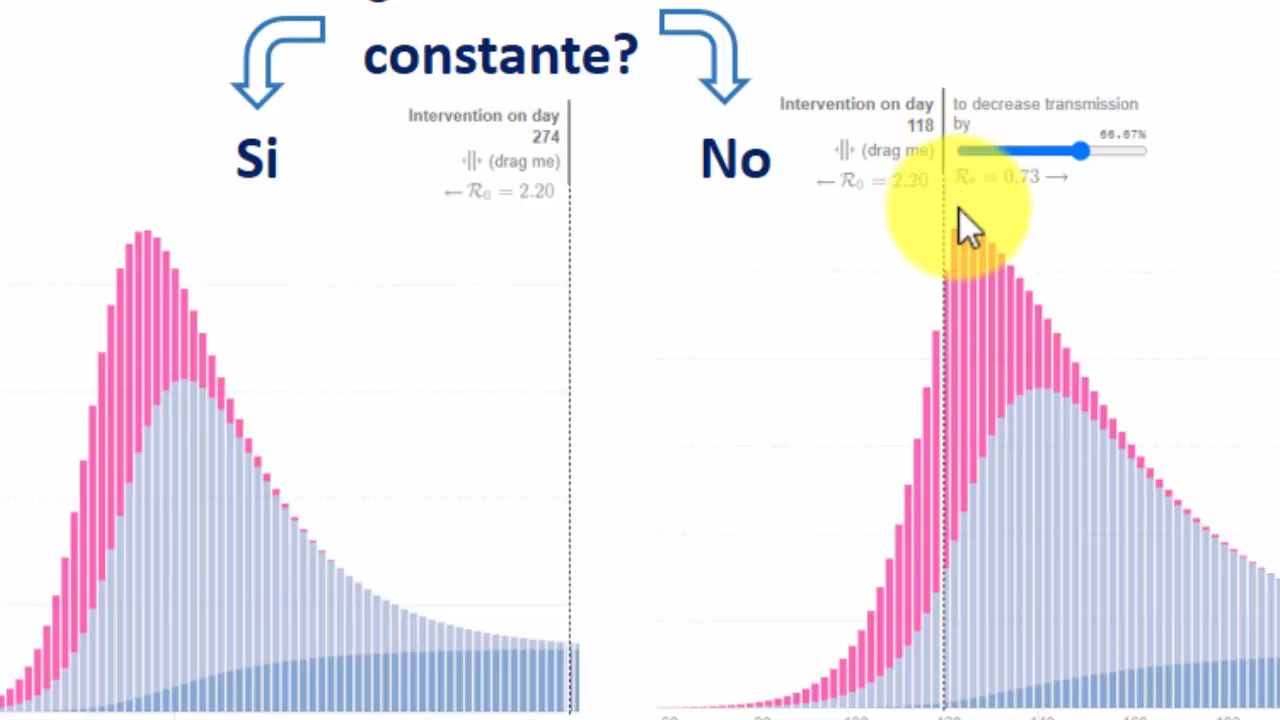 constante?
Si
Intervention on day
274
(drag me)
← R₀ = 2.20
No
Intervention on day
118
(drag me)
← R₀ = 2.20
to decrease transmission
by
66.67%
= 0.73 →